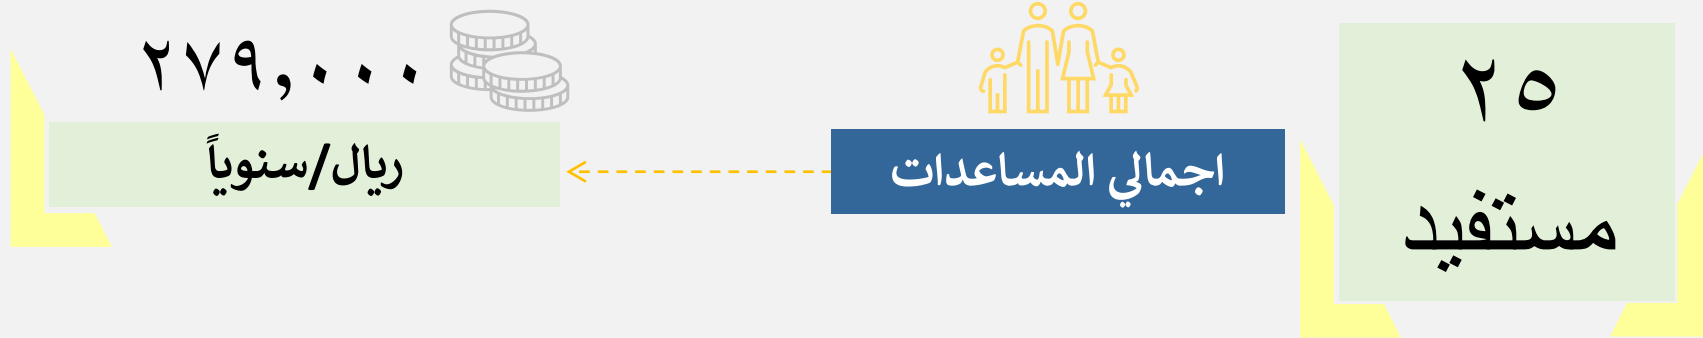 ٢٥
مستفيد
اجمالي المساعدات
٢٧٩,٠٠٠
ريال/سنوياً